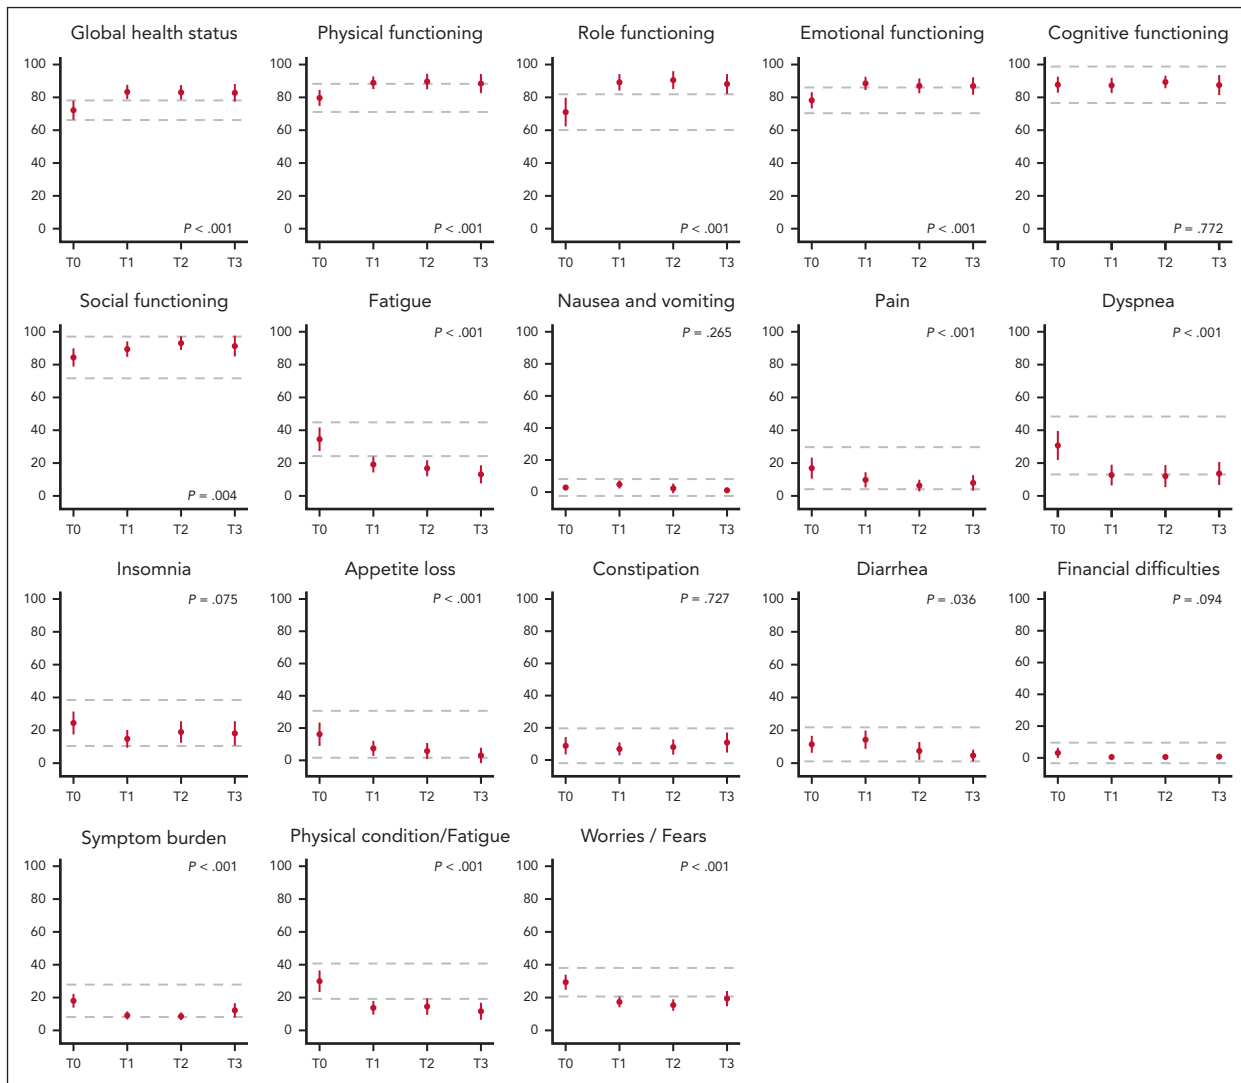 Global health status Physical functioning Role functioning Emotional functioning Cognitive functioning
100 100 100 100 100
80 80 80 80 80
60 60 60 60 60
40 40 40 40 40
20 20 20 20 20
0 P < .001 0 P < .001 0 P < .001 0 P < .001 0 P = .772
T0 T1 T2 T3 T0 T1 T2 T3 T0 T1 T2 T3 T0 T1 T2 T3 T0 T1 T2 T3
Social functioning Fatigue Nausea and vomiting Pain Dyspnea
100 100 P < .001 100 P = .265 100 P < .001 100 P < .001
80 80 80 80 80
60 60 60 60 60
40 40 40 40 40
20 20 20 20 20
0 P = .004 0 0 0 0
T0 T1 T2 T3 T0 T1 T2 T3 T0 T1 T2 T3 T0 T1 T2 T3 T0 T1 T2 T3
Insomnia Appetite loss Constipation Diarrhea Financial difficulties
100 P = .075 100 P < .001 100 P = .727 100 P = .036 100 P = .094
80 80 80 80 80
60 60 60 60 60
40 40 40 40 40
20 20 20 20 20
0 0 0 0 0
T0 T1 T2 T3 T0 T1 T2 T3 T0 T1 T2 T3 T0 T1 T2 T3 T0 T1 T2 T3
Symptom burden Physical condition/Fatigue Worries / Fears
100 P < .001 100 P < .001 100 P < .001
80 80 80
60 60 60
40 40 40
20 20 20
0 0 0
T0 T1 T2 T3 T0 T1 T2 T3 T0 T1 T2 T3